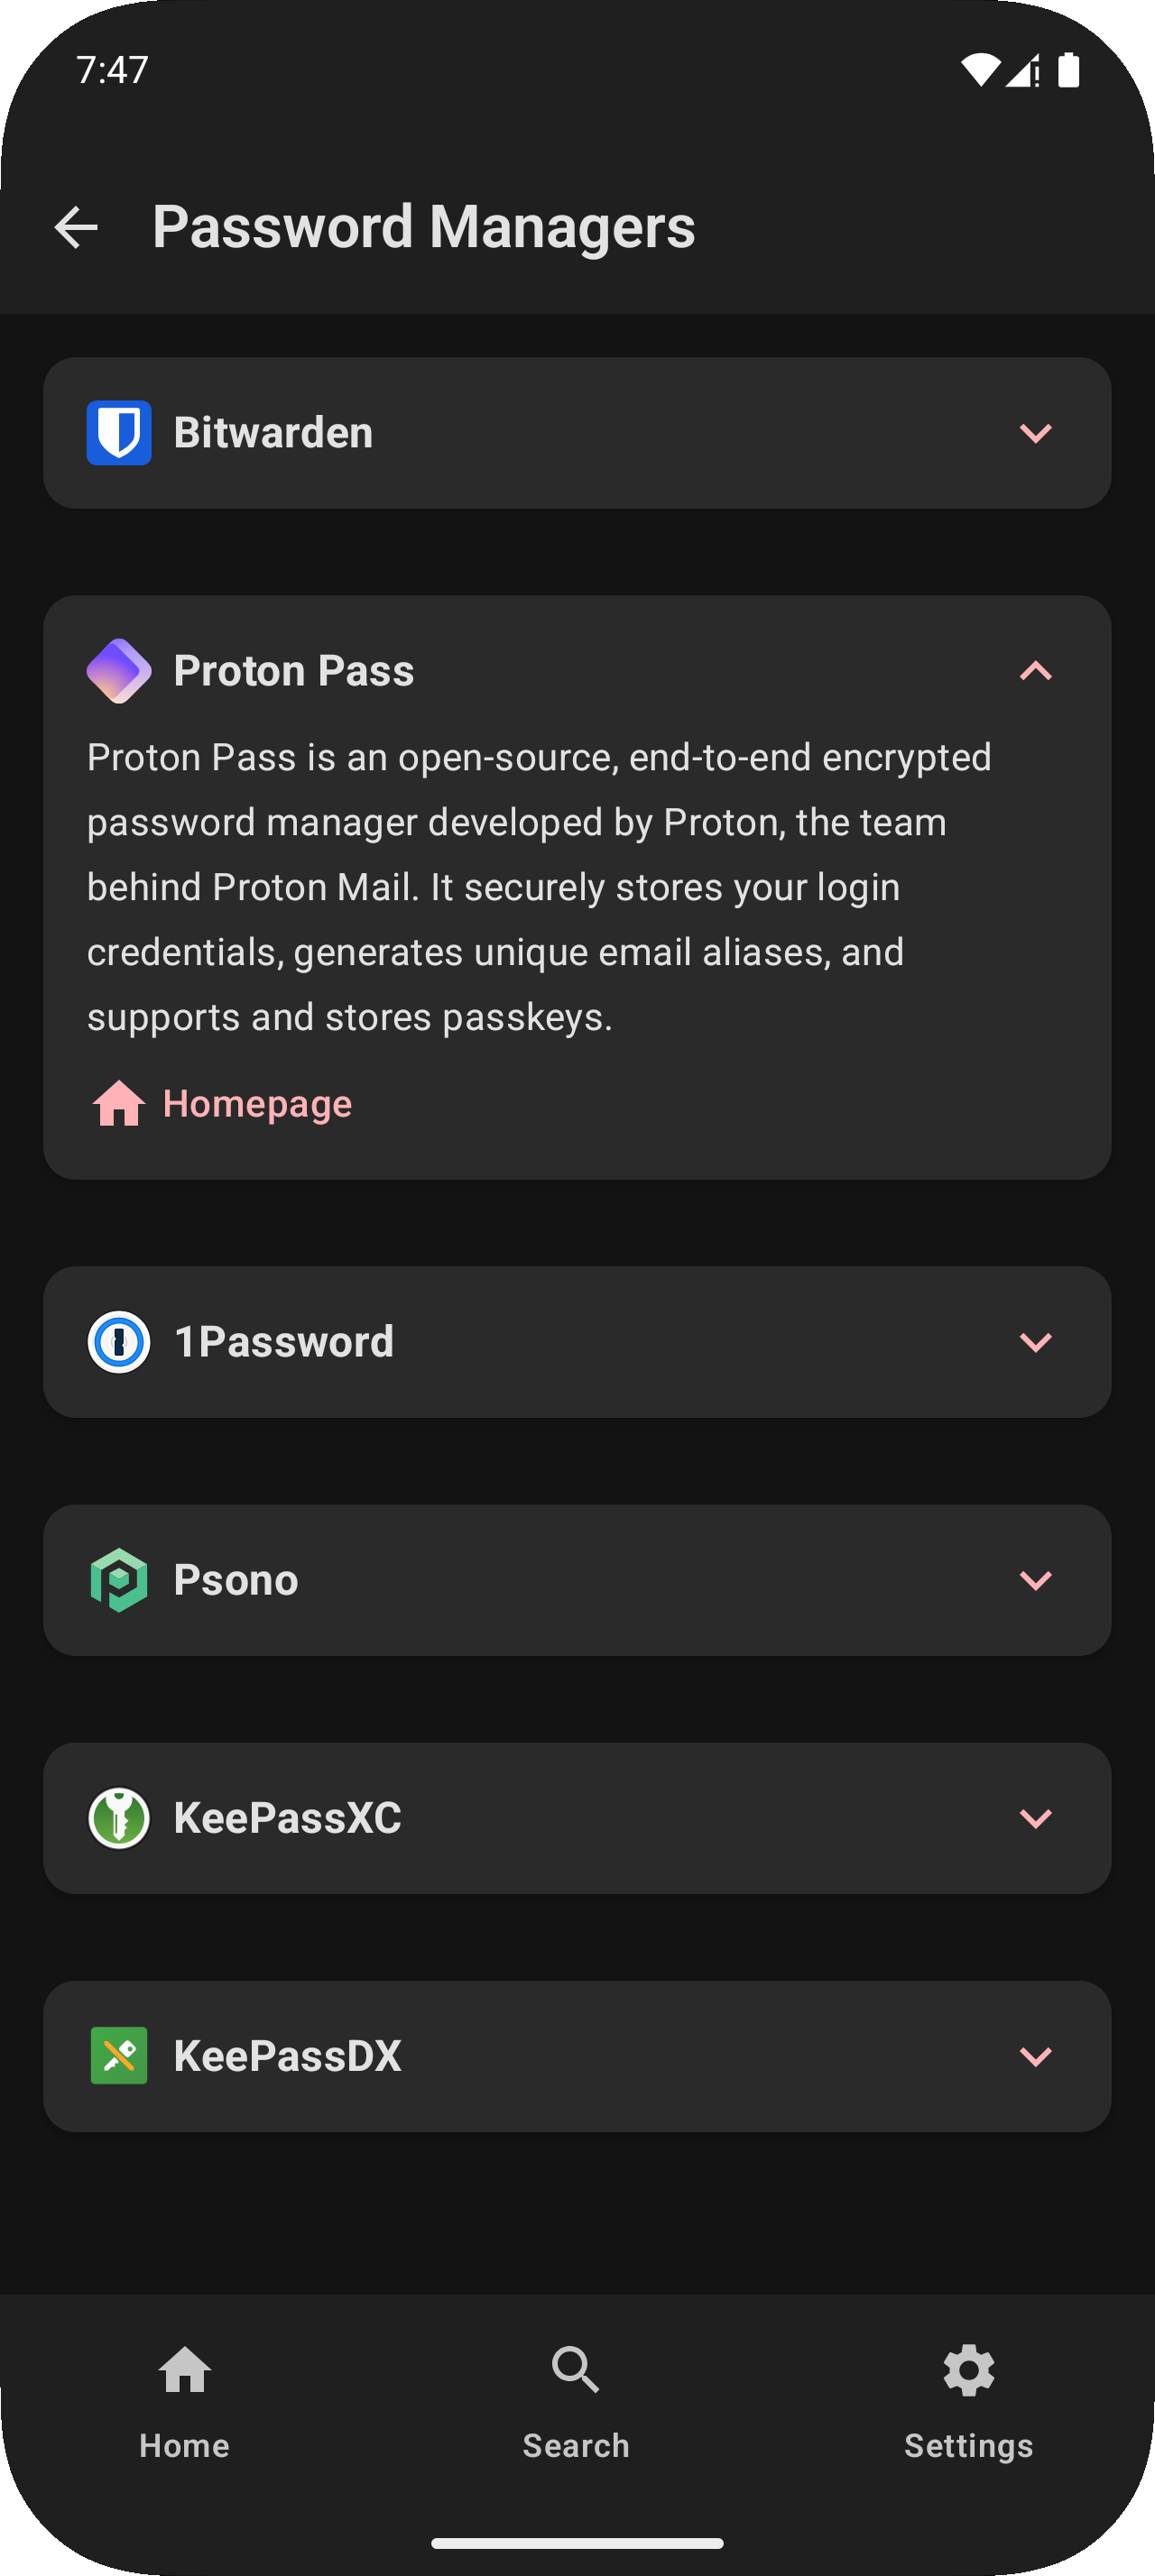 7:47
Password Managers
Bitwarden
Proton Pass
Proton Pass is an open-source, end-to-end encrypted
password manager developed by Proton, the team
behind Proton Mail. It securely stores your login
credentials, generates unique email aliases, and
supports and stores passkeys.
Homepage
1Password
Psono
KeePassXC
KeePassDX
Home
Search
Settings